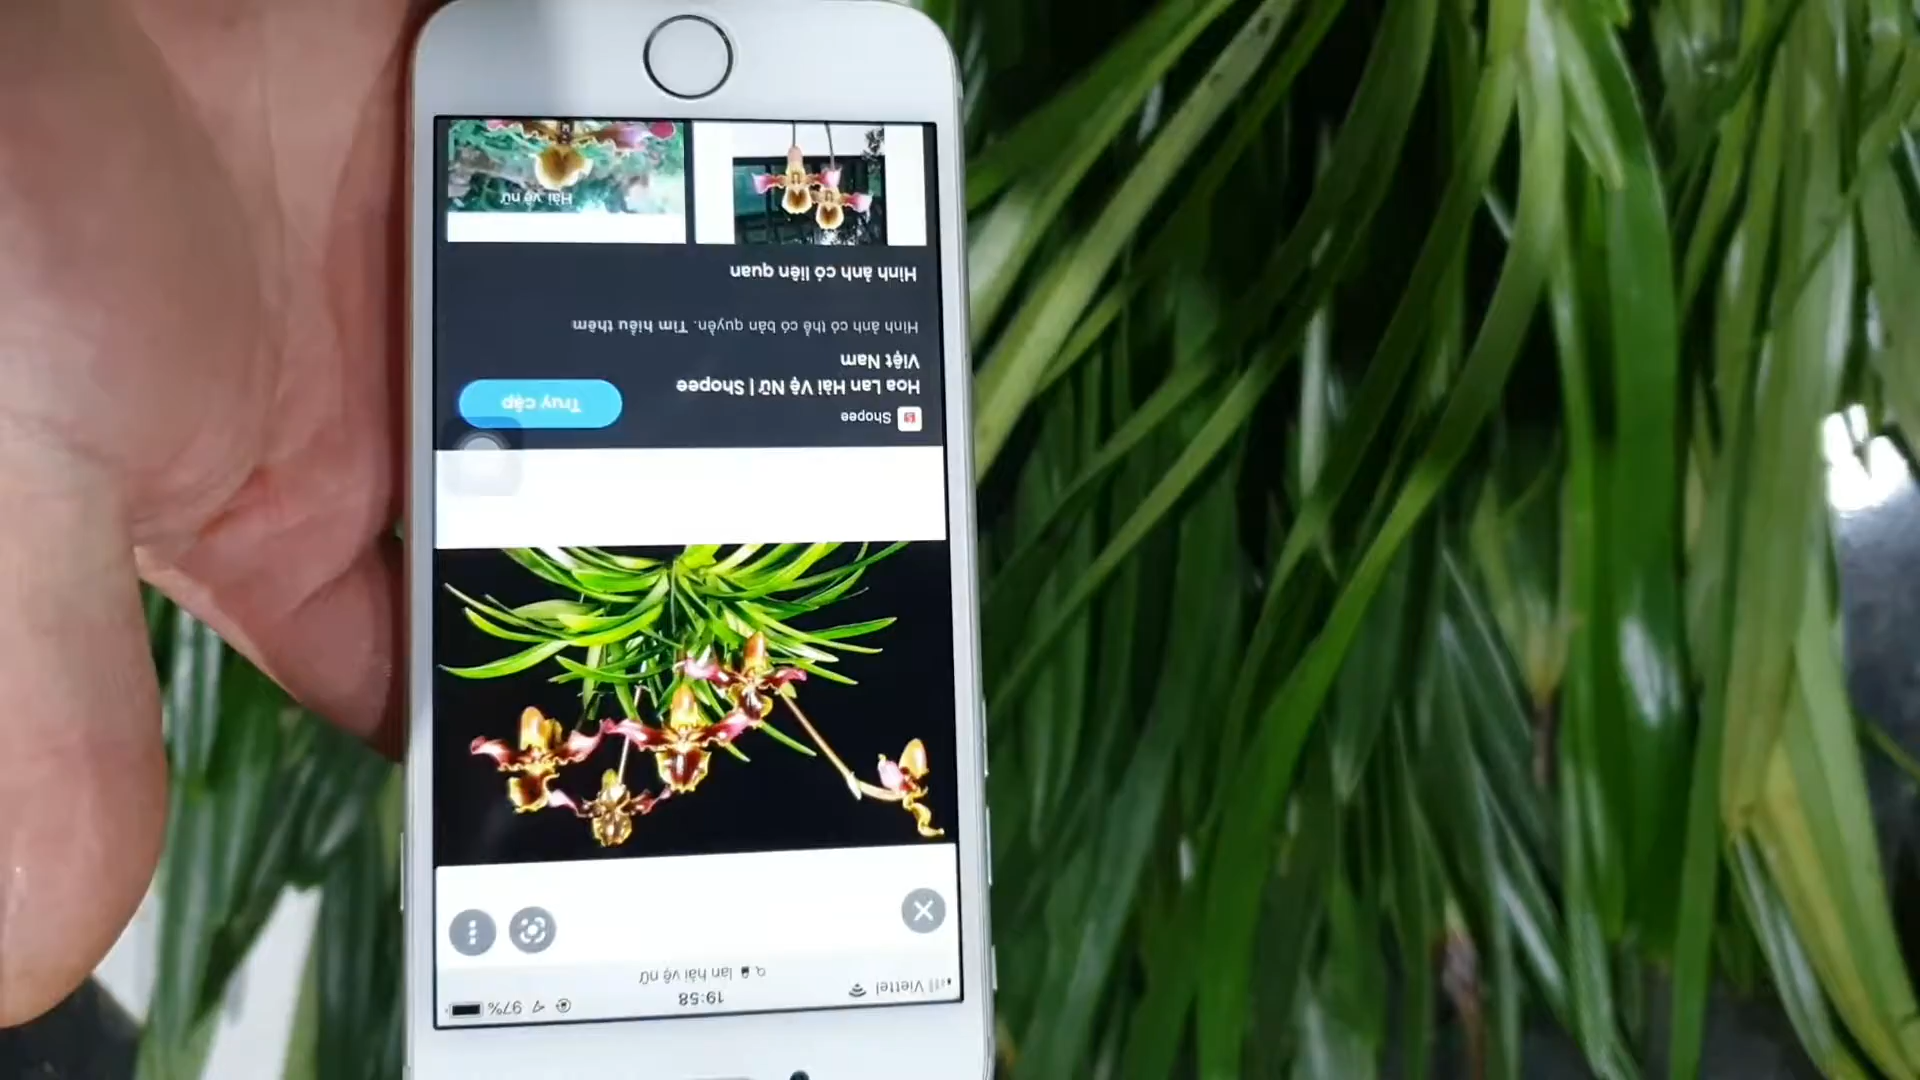 Viettel
19:58
97%
lan hài vệ nữ
Shopee
Hoa Lan Hài Vệ Nữ | Shopee
Việt Nam
Truy cập
Hình ảnh có thể có bản quyền. Tìm hiểu thêm
Hình ảnh có liên quan
Hài vệ nữ